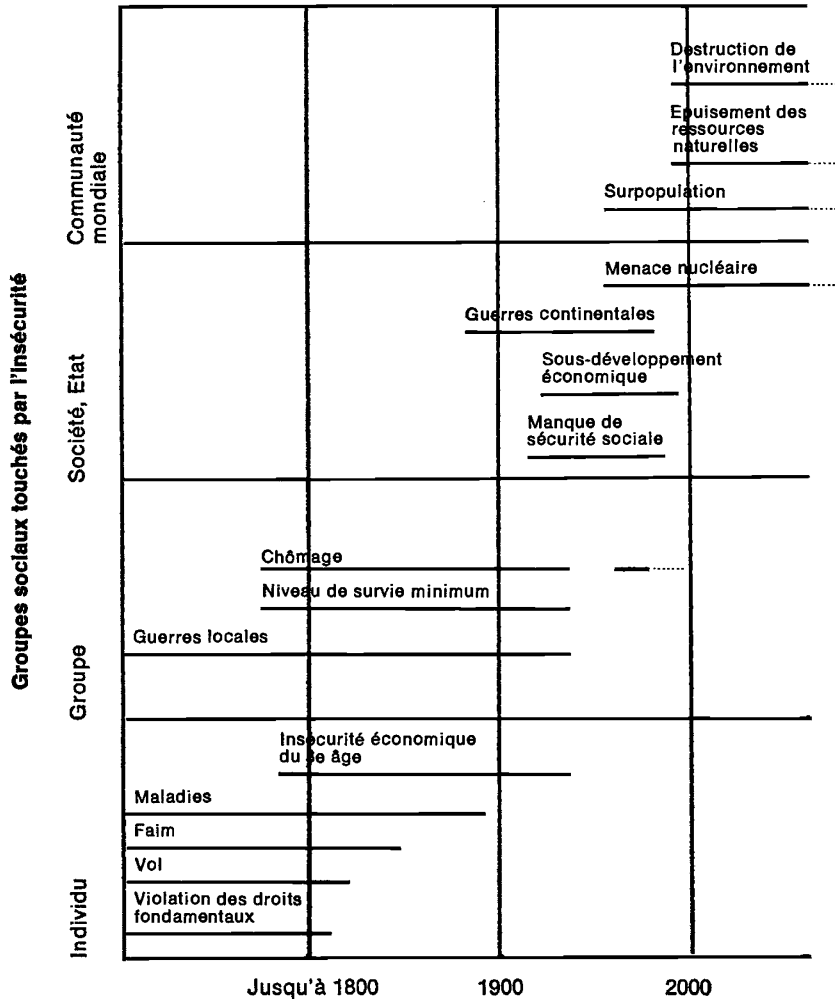 Destruction de
l'environnement
Epuisement des
ressources
naturelles
Surpopulation
Communauté
mondiale
Menace nucléaire
Guerres continentales
Sous-développement
économique
Manque de
sécurité sociale
Société, Etat
Groupes sociaux touchés par l'Insécurité
Chômage
Niveau de survie minimum
Guerres locales
Groupe
Insécurité économique
du 3e âge
Maladies
Faim
Vol
Violation des droits
fondamentaux
Individu
Jusqu'à 1800 1900 2000